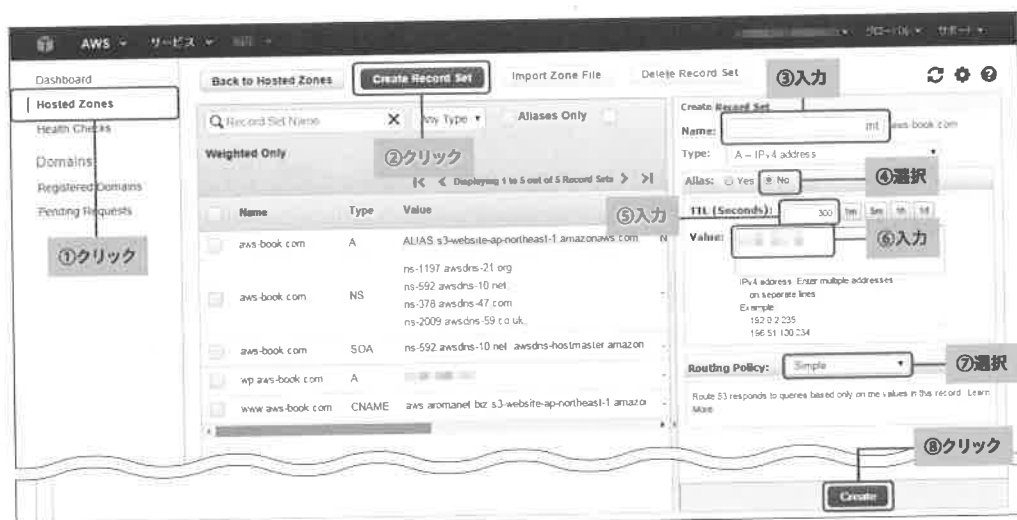 AWS サービス
グローバル サポート
Dashboard
Hosted Zones
Health Checks
Domains
Registered Domains
Pending Requests
①クリック
Back to Hosted Zones
Create Record Set
Import Zone File
Delete Record Set
②クリック
Record Set Name
Any Type
Aliases Only
Weighted Only
Displaying 1 to 5 out of 5 Record Sets
Name Type Value
aws-book com A ALIAS s3-website-ap-northeast-1 amazonaws com N
aws-book com NS ns-1197 awsdns-21 org
ns-592 awsdns-10 net
ns-378 awsdns-47 com
ns-2009 awsdns-59 co uk
aws-book com SOA ns-592 awsdns-10 net awsdns-hostmaster amazon
wp aws-book com A
www aws-book com CNAME aws aromanet biz s3-website-ap-northeast-1 amazo
③入力
Create Record Set
Name: mt aws-book com
Type: A – IPv4 address
Alias: Yes No
④選択
⑤入力
TTL (Seconds): 300 1m 5m 1h 1d
Value:
⑥入力
IPv4 address Enter multiple addresses
on separate lines
Example
192 0 2 235
198 51 100 234
Routing Policy: Simple
⑦選択
Route 53 responds to queries based only on the values in this record Learn
More
⑧クリック
Create